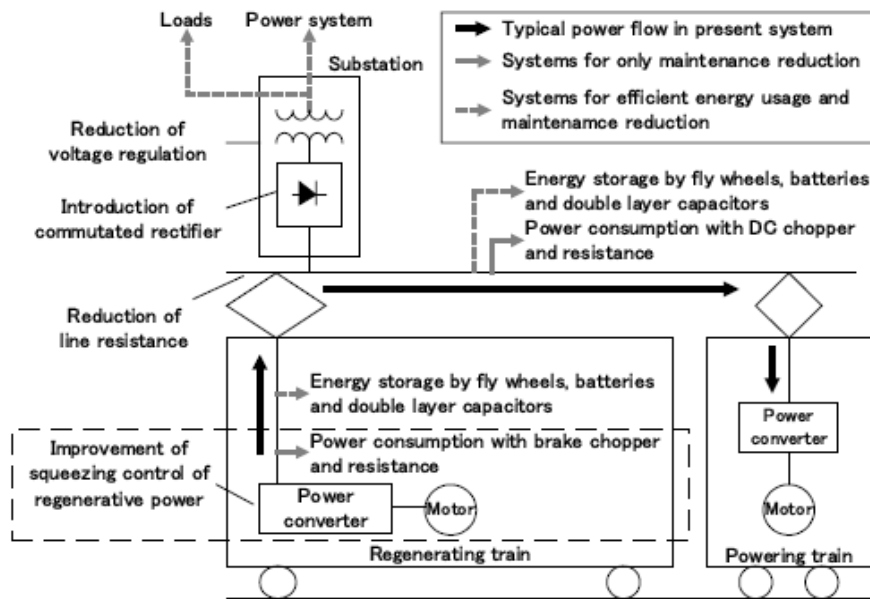 Loads
Power system
Substation
Typical power flow in present system
Systems for only maintenance reduction
Systems for efficient energy usage and
maintenamce reduction
Reduction of
voltage regulation
Introduction of
commutated rectifier
Energy storage by fly wheels, batteries
and double layer capacitors
Power consumption with DC chopper
and resistance
Reduction of
line resistance
Energy storage by fly wheels, batteries
and double layer capacitors
Power consumption with brake chopper
and resistance
Improvement of
squeezing control of
regenerative power
Power
converter
Motor
Regenerating train
Power
converter
Motor
Powering train